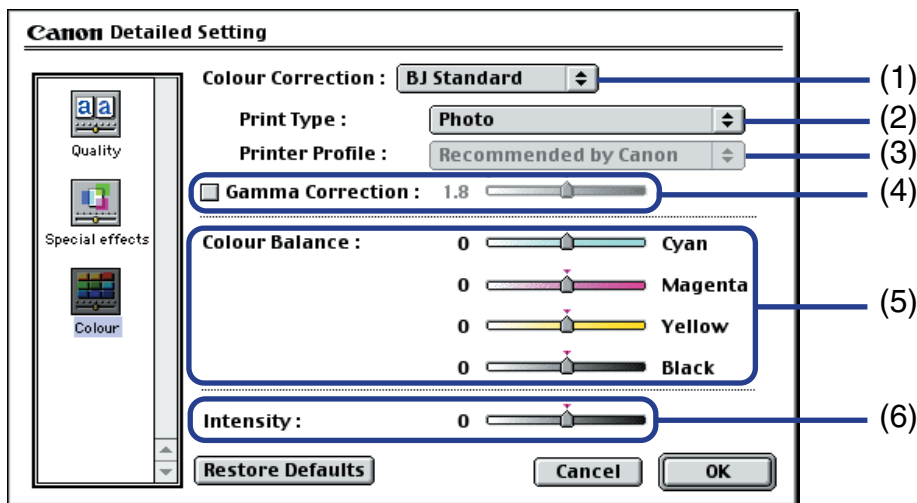 Canon Detailed Setting
Colour Correction : BJ Standard (1)
Print Type : Photo (2)
Printer Profile : Recommended by Canon (3)
Gamma Correction : 1.8 (4)
aa
Quality
Special effects
Colour
Colour Balance : 0 Cyan
0 Magenta
(5)
0 Yellow
0 Black
Intensity : 0 (6)
Restore Defaults Cancel OK